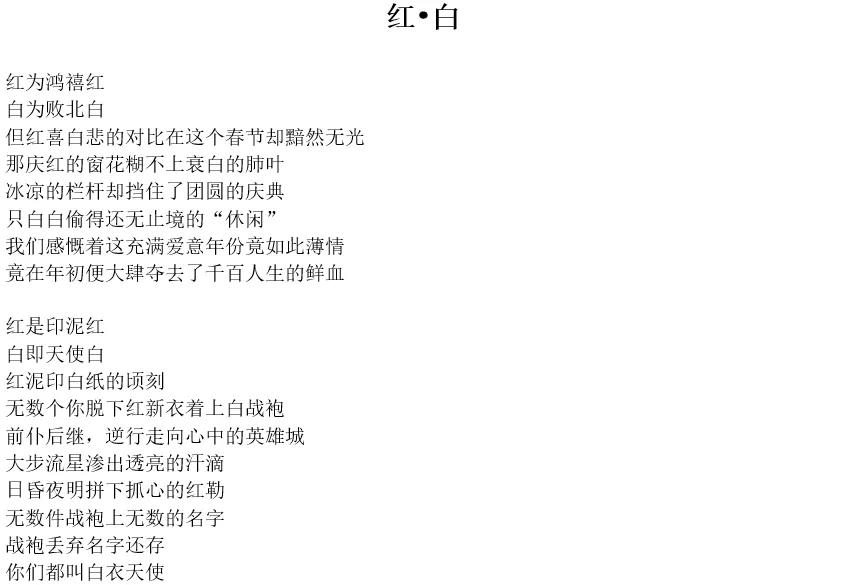 红•白
红为鸿禧红
白为败北白
但红喜白悲的对比在这个春节却黯然无光
那庆红的窗花糊不上衰白的肺叶
冰凉的栏杆却挡住了团圆的庆典
只白白偷得还无止境的“休闲”
我们感慨着这充满爱意年份竟如此薄情
竟在年初便大肆夺去了千百人生的鲜血
红是印泥红
白即天使白
红泥印白纸的顷刻
无数个你脱下红新衣着上白战袍
前仆后继，逆行走向心中的英雄城
大步流星渗出透亮的汗滴
日昏夜明拼下抓心的红勒
无数件战袍上无数的名字
战袍丢弃名字还存
你们都叫白衣天使